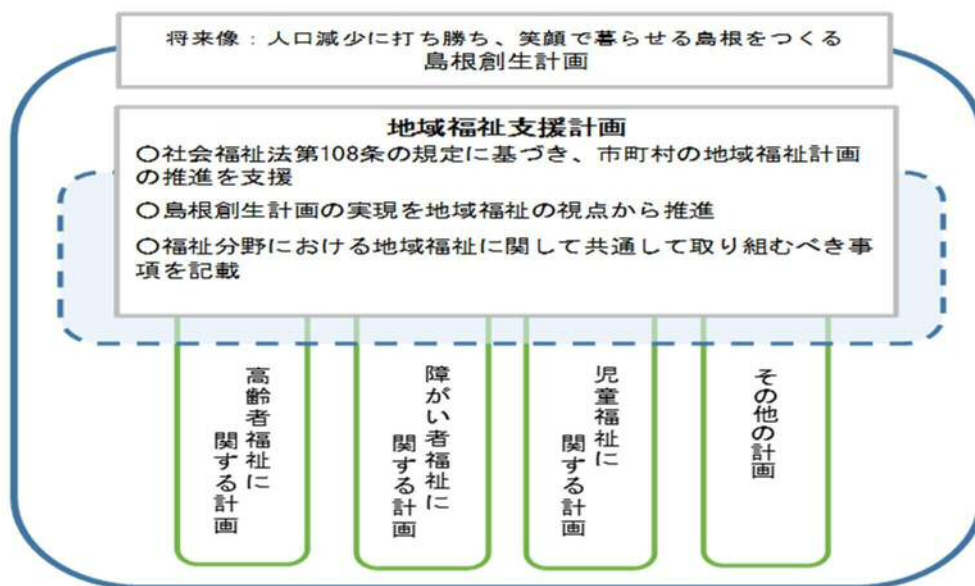 将来像：人口減少に打ち勝ち、笑顔で暮らせる島根をつくる
島根創生計画
地域福祉支援計画
○社会福祉法第108条の規定に基づき、市町村の地域福祉計画
の推進を支援
○島根創生計画の実現を地域福祉の視点から推進
○福祉分野における地域福祉に関して共通して取り組むべき事
項を記載
高齢者福祉に
関する計画
障がい者福祉に
関する計画
児童福祉に
関する計画
その他の計画